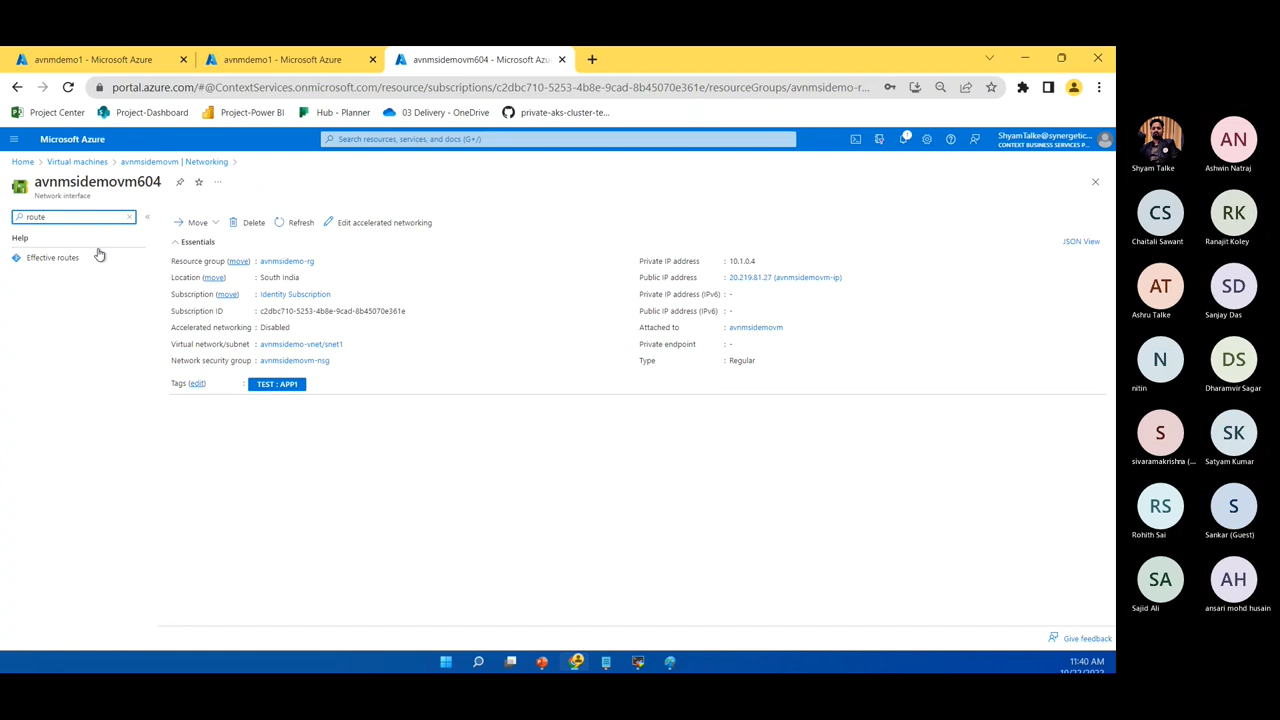 avnmdemo1 - Microsoft Azure
avnmdemo1 - Microsoft Azure
avnmsidemovm604 - Microsoft Azu
portal.azure.com/#@ContextServices.onmicrosoft.com/resource/subscriptions/c2dbc710-5253-4b8e-9cad-8b45070e361e/resourceGroups/avnmsidemo-r...
Project Center
Project-Dashboard
Project-Power BI
Hub - Planner
03 Delivery - OneDrive
private-aks-cluster-te...
Microsoft Azure
Search resources, services, and docs (G+/)
1
ShyamTalke@synergetic...
CONTEXT BUSINESS SERVICES P...
Home > Virtual machines > avnmsidemovm | Networking >
avnmsidemovm604
Network interface
route
Help
Effective routes
Move
Delete
Refresh
Edit accelerated networking
Essentials
JSON View
Resource group (move) : avnmsidemo-rg
Location (move) : South India
Subscription (move) : Identity Subscription
Subscription ID : c2dbc710-5253-4b8e-9cad-8b45070e361e
Accelerated networking : Disabled
Virtual network/subnet : avnmsidemo-vnet/snet1
Network security group : avnmsidemovm-nsg
Tags (edit) : TEST : APP1
Private IP address : 10.1.0.4
Public IP address : 20.219.81.27 (avnmsidemovm-ip)
Private IP address (IPv6) : -
Public IP address (IPv6) : -
Attached to : avnmsidemovm
Private endpoint : -
Type : Regular
Give feedback
11:40 AM
Shyam Talke
AN
Ashwin Natraj
CS
Chaitali Sawant
RK
Ranajit Koley
AT
Ashru Talke
SD
Sanjay Das
N
nitin
DS
Dharamvir Sagar
S
sivaramakrishna (...
SK
Satyam Kumar
RS
Rohith Sai
S
Sankar (Guest)
SA
Sajid Ali
AH
ansari mohd husain